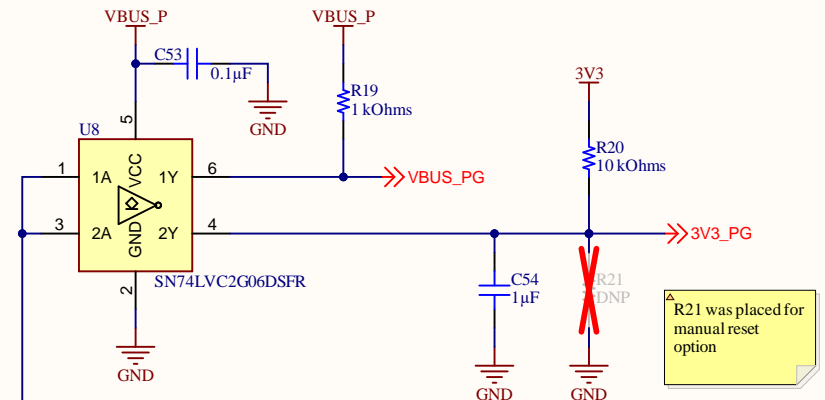 VBUS_P
VBUS_P
C53
0.1µF
GND
R19
1 kOhms
3V3
R20
10 kOhms
U8
5
VCC
1
1A
1Y
6
VBUS_PG
3
2A
GND
2Y
4
3V3_PG
2
SN74LVC2G06DSFR
GND
C54
1µF
R21
DNP
GND
GND
R21 was placed for
manual reset
option